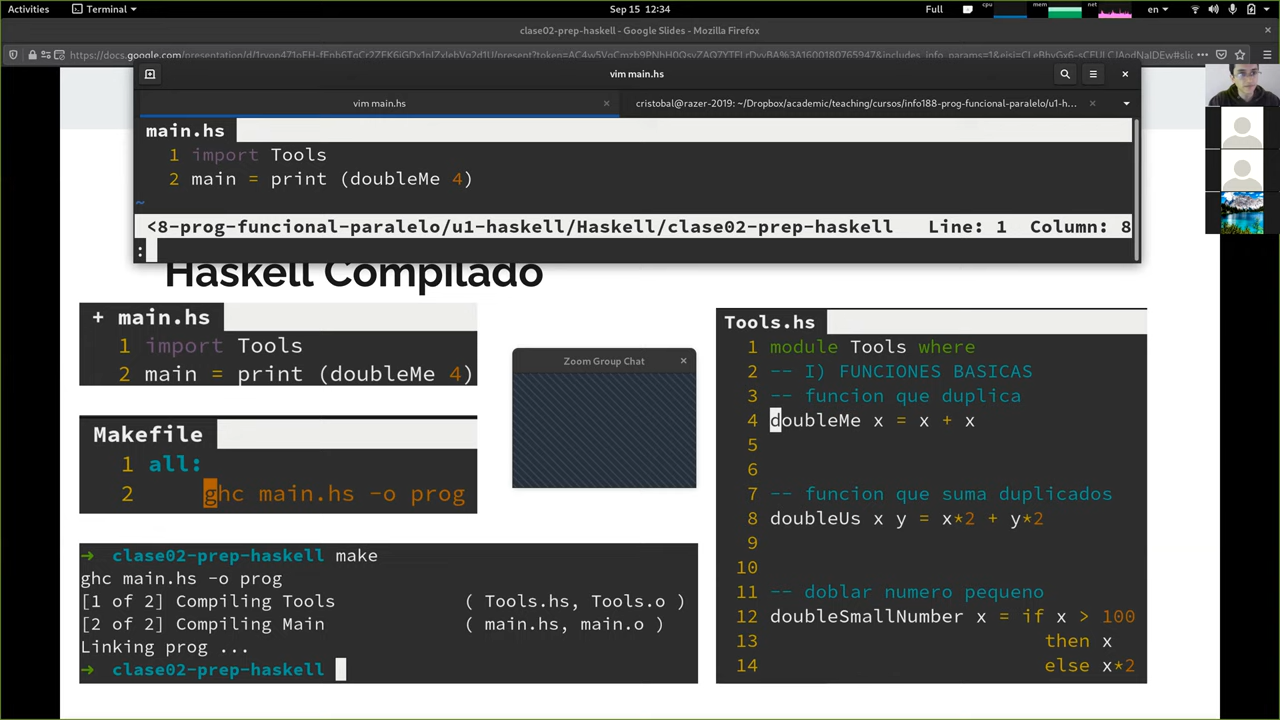 Activities
Terminal
Sep 15 12:34
Full
cpu
mem
net
en
clase02-prep-haskell - Google Slides - Mozilla Firefox
vim main.hs
vim main.hs
cristobal@razer-2019: ~/Dropbox/academic/teaching/cursos/info188-prog-funcional-paralelo/u1-h…
main.hs
1 import Tools
2 main = print (doubleMe 4)
~
<8-prog-funcional-paralelo/u1-haskell/Haskell/clase02-prep-haskell Line: 1 Column: 8
:
Haskell Compilado
+ main.hs
1 import Tools
2 main = print (doubleMe 4)
Makefile
1 all:
2 ghc main.hs -o prog
→ clase02-prep-haskell make
ghc main.hs -o prog
[1 of 2] Compiling Tools ( Tools.hs, Tools.o )
[2 of 2] Compiling Main ( main.hs, main.o )
Linking prog ...
→ clase02-prep-haskell
Zoom Group Chat
Tools.hs
1 module Tools where
2 -- I) FUNCIONES BASICAS
3 -- funcion que duplica
4 doubleMe x = x + x
5
6
7 -- funcion que suma duplicados
8 doubleUs x y = x*2 + y*2
9
10
11 -- doblar numero pequeno
12 doubleSmallNumber x = if x > 100
13 then x
14 else x*2